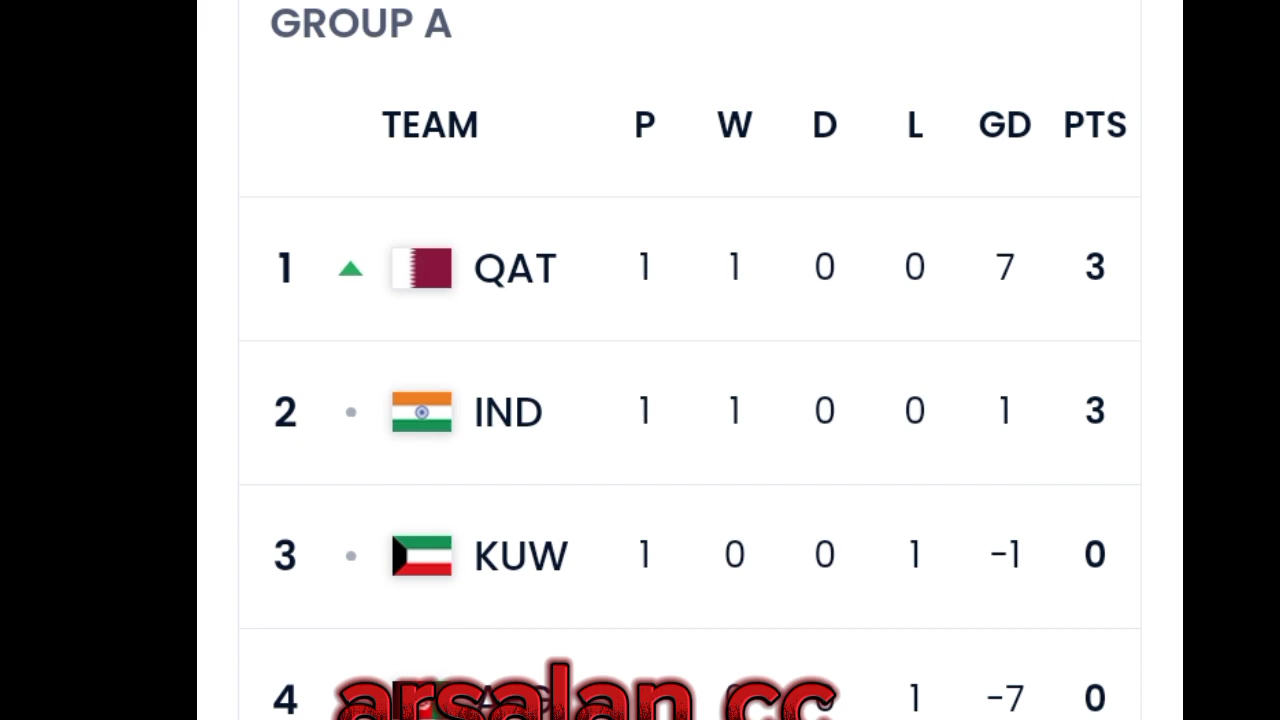 GROUP A
TEAM P W D L GD PTS
1 QAT 1 1 0 0 7 3
2 IND 1 1 0 0 1 3
3 KUW 1 0 0 1 -1 0
4 1 -7 0
arsalan cc